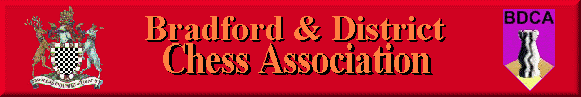 Bradford & District
Chess Association
BDCA